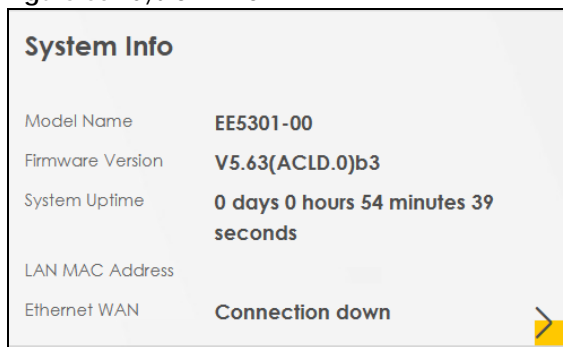 System Info
Model Name EE5301-00
Firmware Version V5.63(ACLD.0)b3
System Uptime 0 days 0 hours 54 minutes 39
seconds
LAN MAC Address
Ethernet WAN Connection down